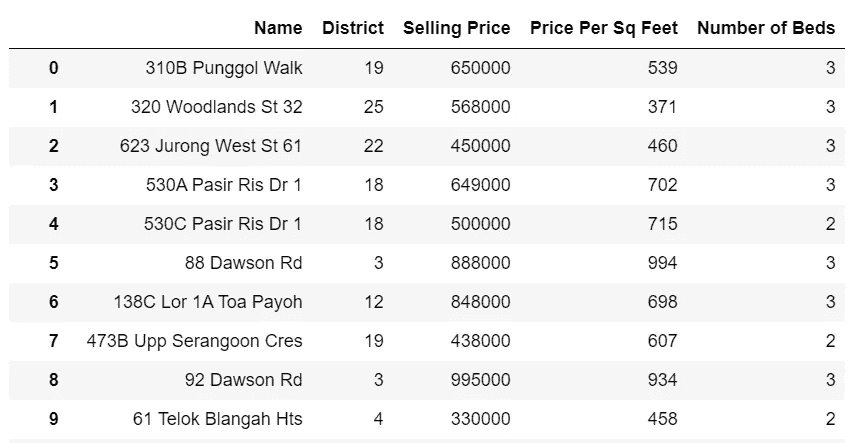 Name District Selling Price Price Per Sq Feet Number of Beds
0 310B Punggol Walk 19 650000 539 3
1 320 Woodlands St 32 25 568000 371 3
2 623 Jurong West St 61 22 450000 460 3
3 530A Pasir Ris Dr 1 18 649000 702 3
4 530C Pasir Ris Dr 1 18 500000 715 2
5 88 Dawson Rd 3 888000 994 3
6 138C Lor 1A Toa Payoh 12 848000 698 3
7 473B Upp Serangoon Cres 19 438000 607 2
8 92 Dawson Rd 3 995000 934 3
9 61 Telok Blangah Hts 4 330000 458 2